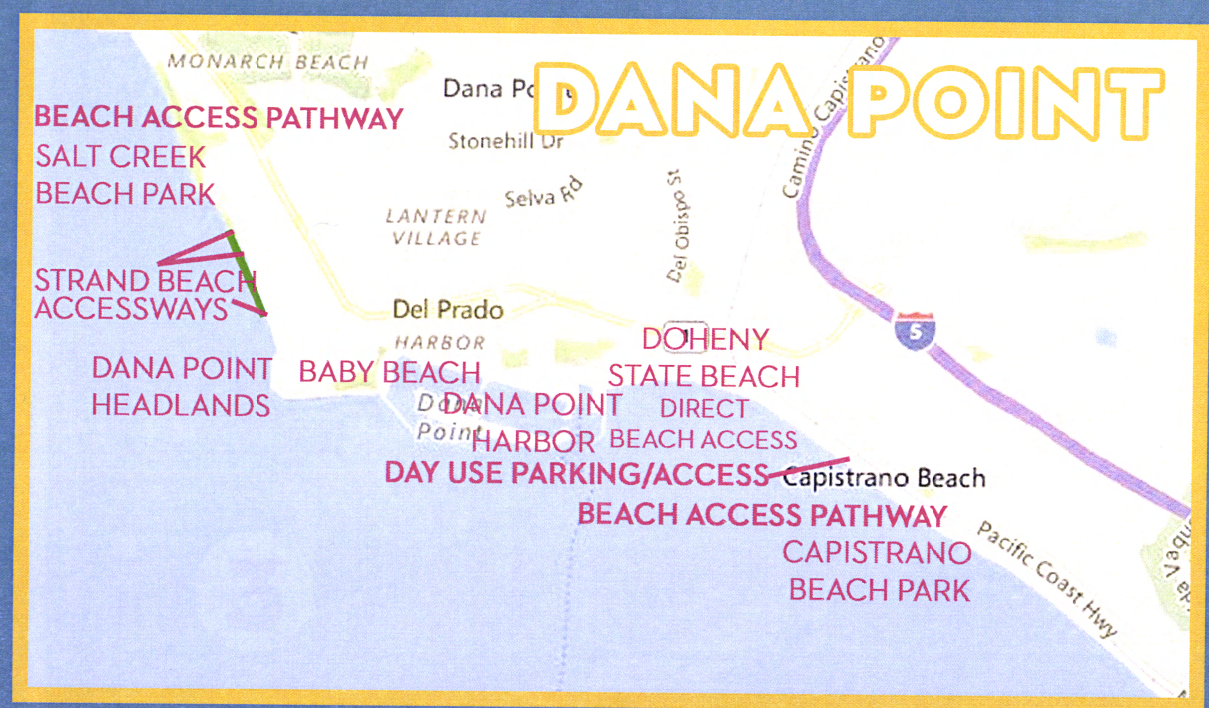 DANA POINT
MONARCH BEACH
Dana Point
Stonehill Dr
Selva Rd
LANTERN
VILLAGE
Del Obispo St
Camino Capistrano
BEACH ACCESS PATHWAY
SALT CREEK
BEACH PARK
STRAND BEACH
ACCESSWAYS
DANA POINT
HEADLANDS
Del Prado
HARBOR
BABY BEACH
Dana
Point
DANA POINT
HARBOR
1
5
DOHENY
STATE BEACH
DIRECT
BEACH ACCESS
DAY USE PARKING/ACCESS
Capistrano Beach
BEACH ACCESS PATHWAY
CAPISTRANO
BEACH PARK
Pacific Coast Hwy